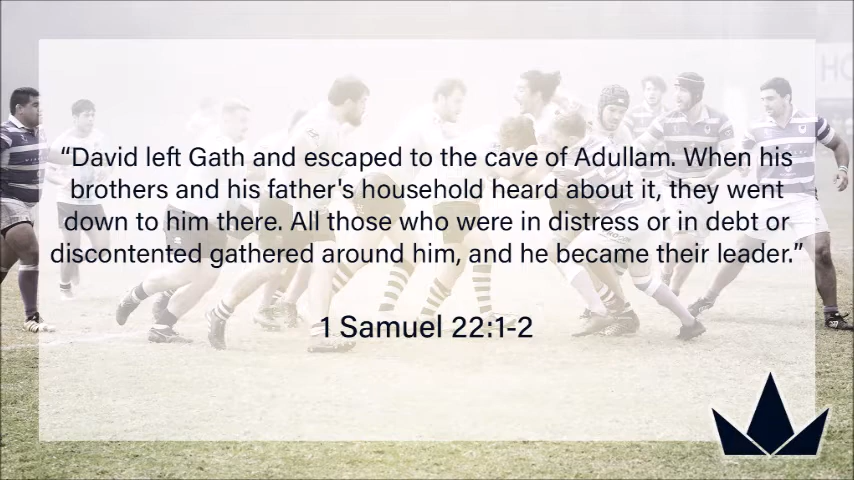 “David left Gath and escaped to the cave of Adullam. When his
brothers and his father's household heard about it, they went
down to him there. All those who were in distress or in debt or
discontented gathered around him, and he became their leader.”
1 Samuel 22:1-2